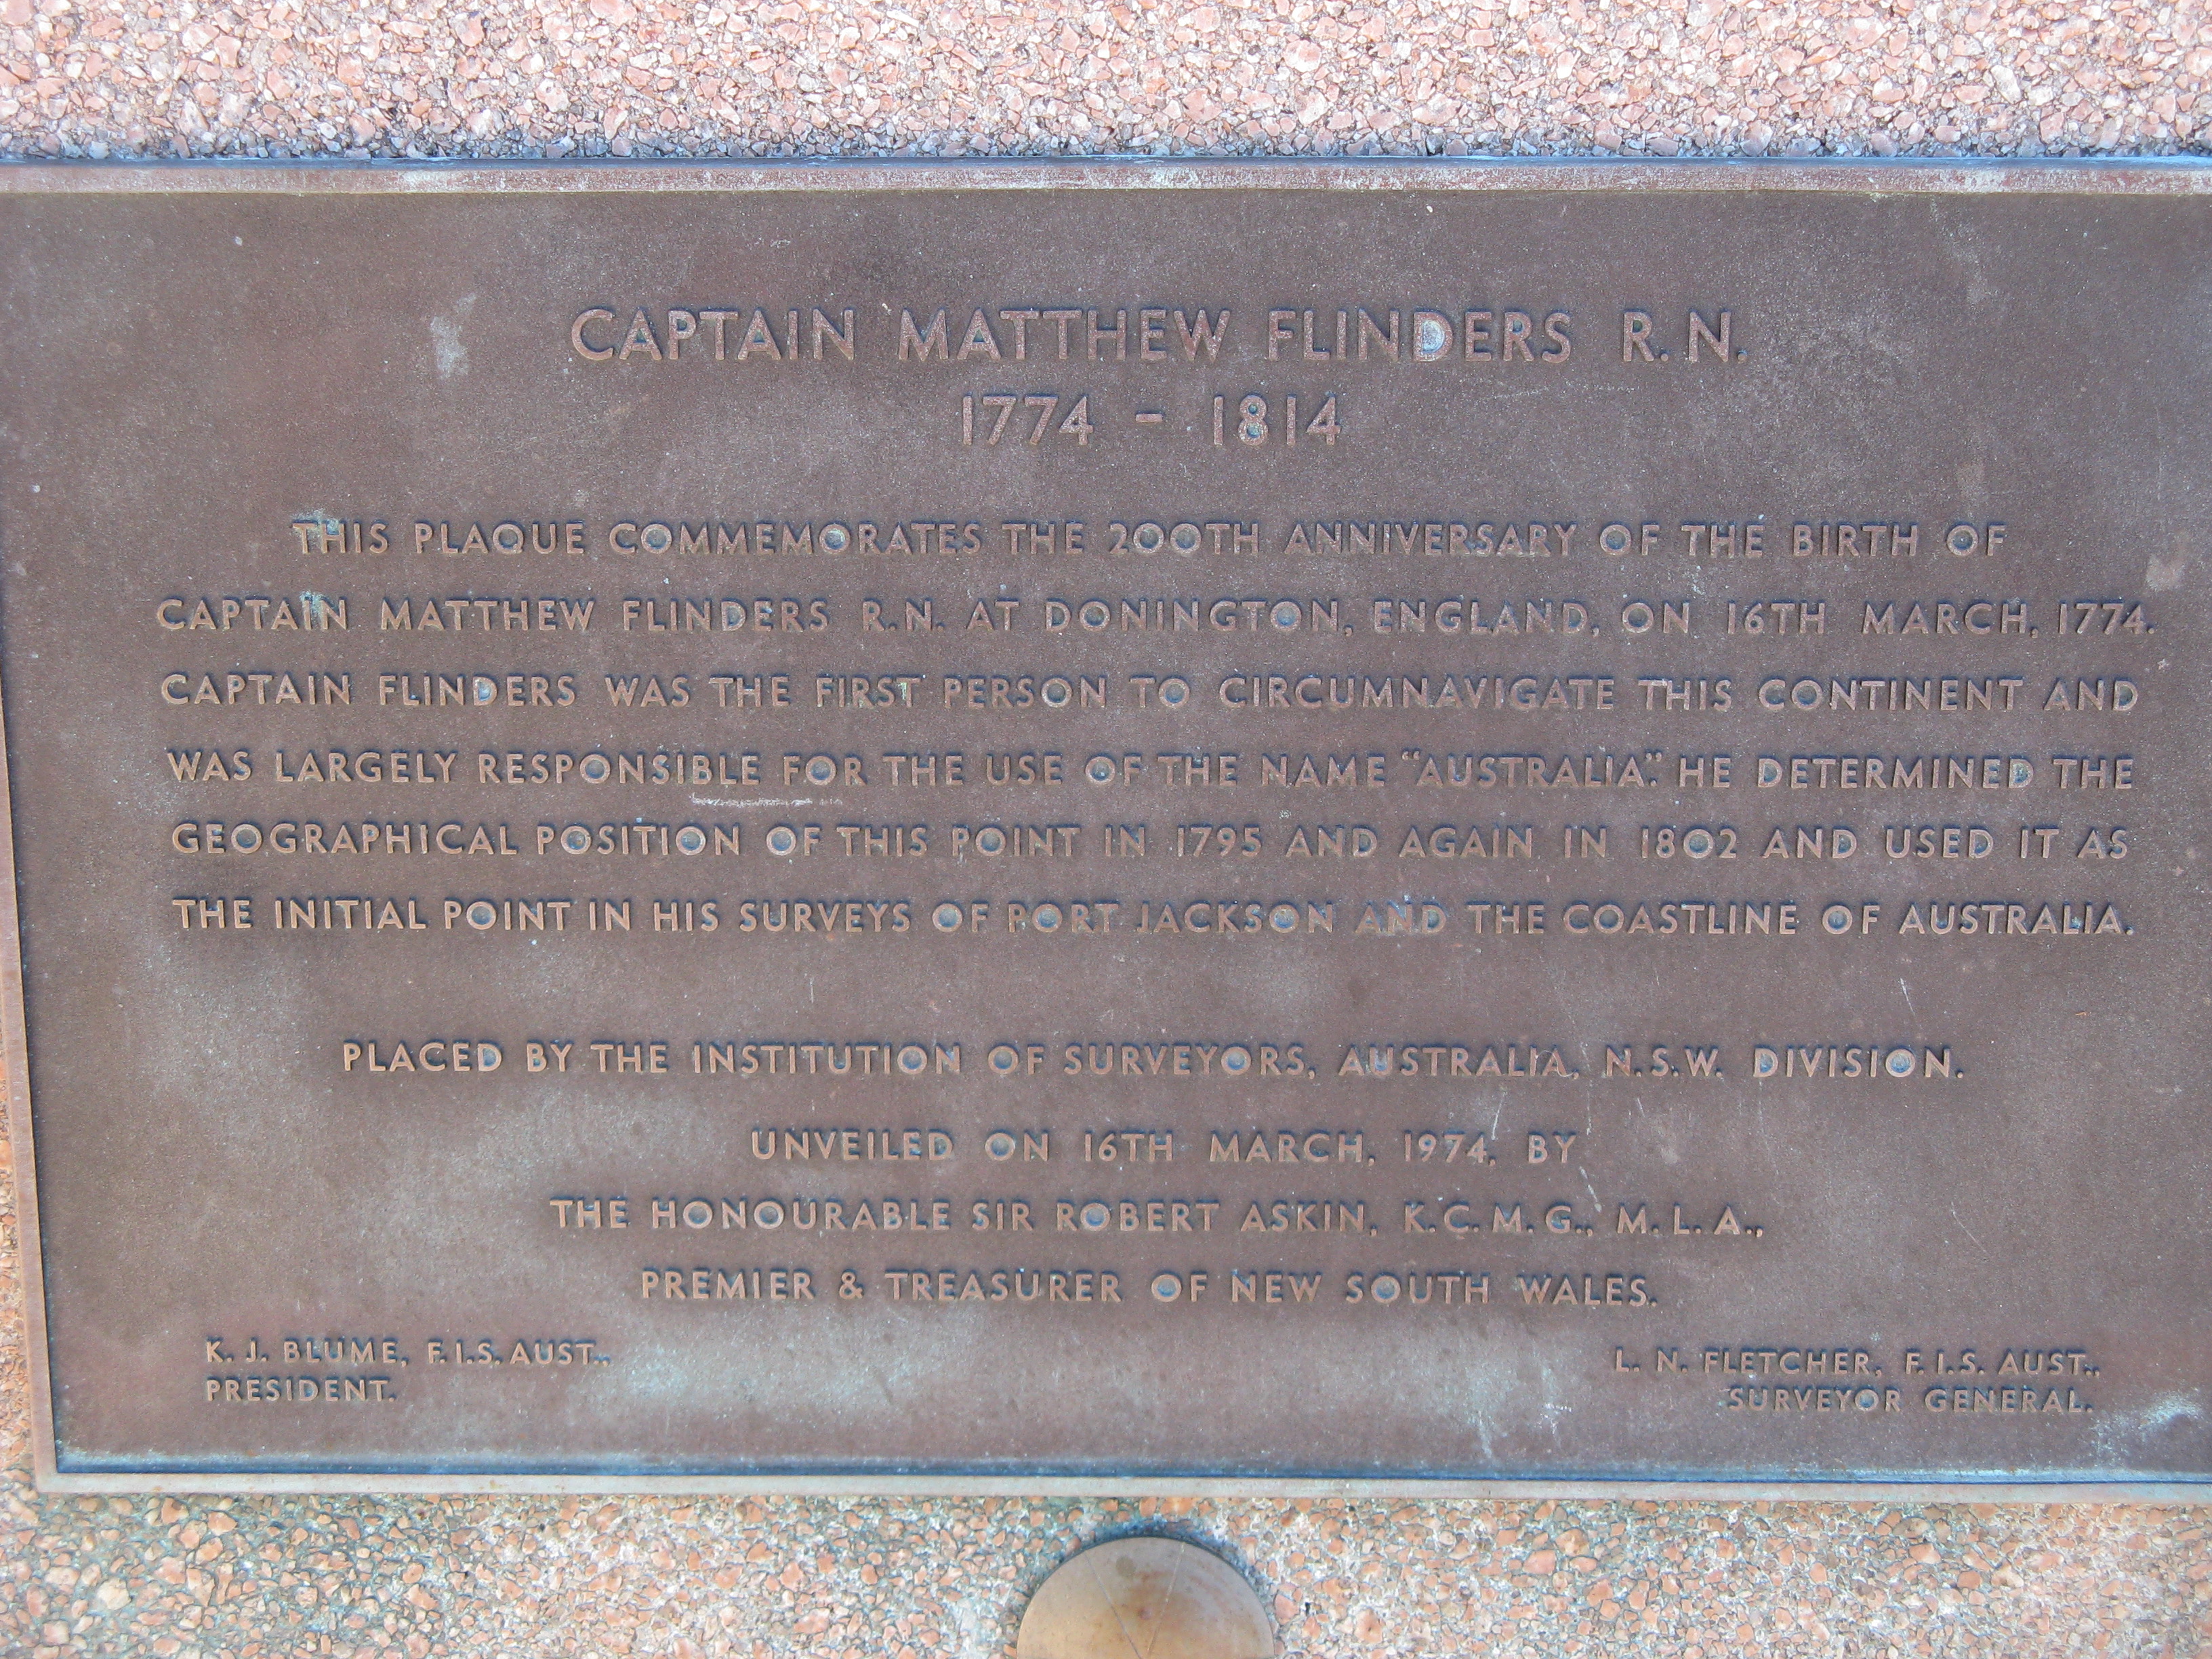 CAPTAIN MATTHEW FLINDERS R.N.
1774 - 1814
THIS PLAQUE COMMEMORATES THE 200TH ANNIVERSARY OF THE BIRTH OF
CAPTAIN MATTHEW FLINDERS R.N. AT DONINGTON, ENGLAND, ON 16TH MARCH, 1774.
CAPTAIN FLINDERS WAS THE FIRST PERSON TO CIRCUMNAVIGATE THIS CONTINENT AND
WAS LARGELY RESPONSIBLE FOR THE USE OF THE NAME “AUSTRALIA”. HE DETERMINED THE
GEOGRAPHICAL POSITION OF THIS POINT IN 1795 AND AGAIN IN 1802 AND USED IT AS
THE INITIAL POINT IN HIS SURVEYS OF PORT JACKSON AND THE COASTLINE OF AUSTRALIA.
PLACED BY THE INSTITUTION OF SURVEYORS, AUSTRALIA, N.S.W. DIVISION.
UNVEILED ON 16TH MARCH, 1974, BY
THE HONOURABLE SIR ROBERT ASKIN, K.C.M.G., M.L.A.,
PREMIER & TREASURER OF NEW SOUTH WALES.
K. J. BLUME, F.I.S. AUST.,
PRESIDENT.
L. N. FLETCHER, F.I.S. AUST.,
SURVEYOR GENERAL.